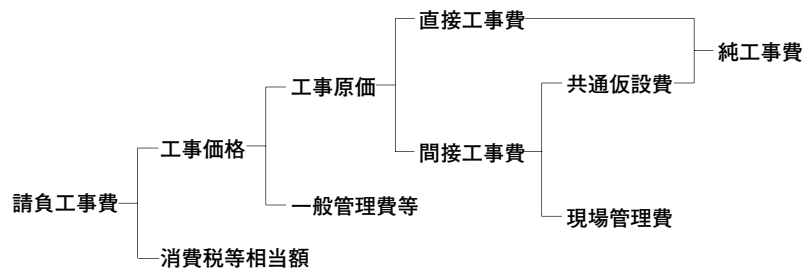 直接工事費
純工事費
工事原価
共通仮設費
工事価格
間接工事費
請負工事費
一般管理費等
現場管理費
消費税等相当額